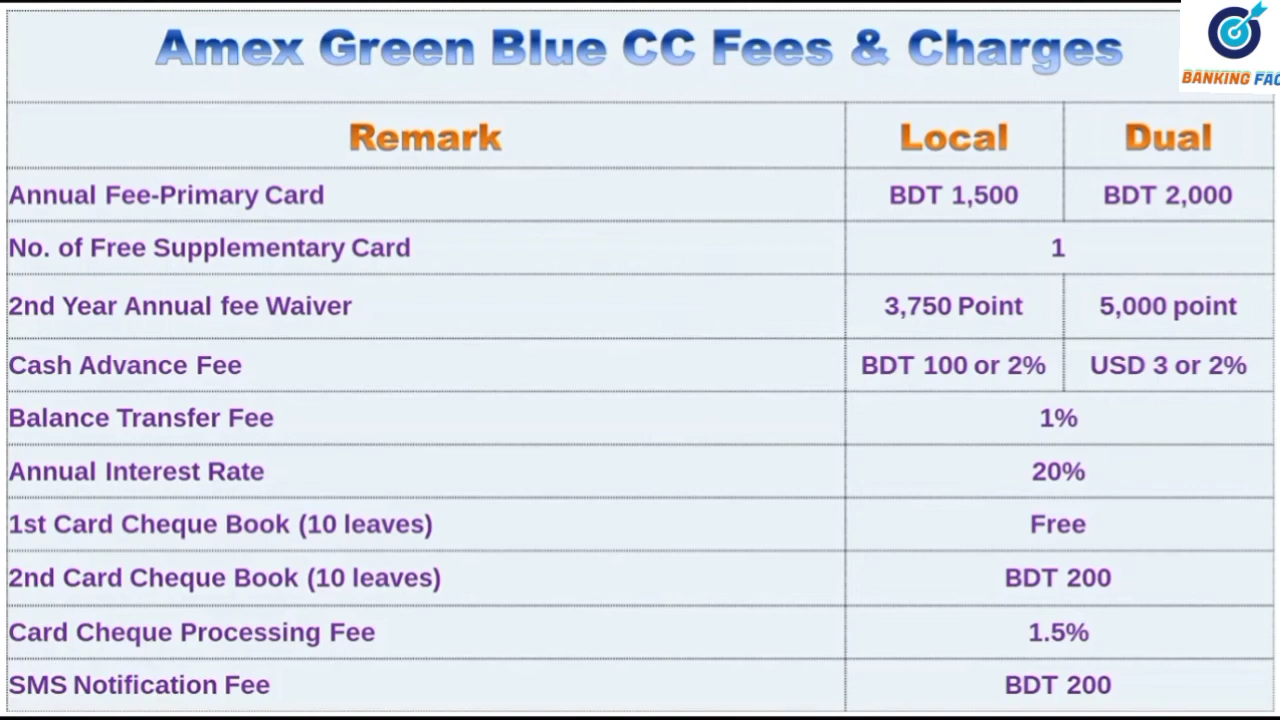 Amex Green Blue CC Fees & Charges
BANKING FAC
Remark Local Dual
Annual Fee-Primary Card BDT 1,500 BDT 2,000
No. of Free Supplementary Card 1
2nd Year Annual fee Waiver 3,750 Point 5,000 point
Cash Advance Fee BDT 100 or 2% USD 3 or 2%
Balance Transfer Fee 1%
Annual Interest Rate 20%
1st Card Cheque Book (10 leaves) Free
2nd Card Cheque Book (10 leaves) BDT 200
Card Cheque Processing Fee 1.5%
SMS Notification Fee BDT 200